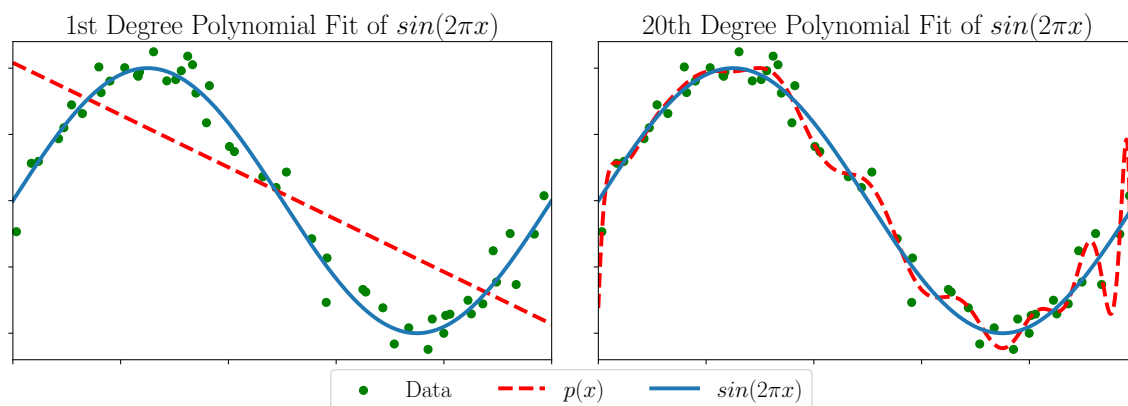 1st Degree Polynomial Fit of sin(2πx)
20th Degree Polynomial Fit of sin(2πx)
Data p(x) sin(2πx)